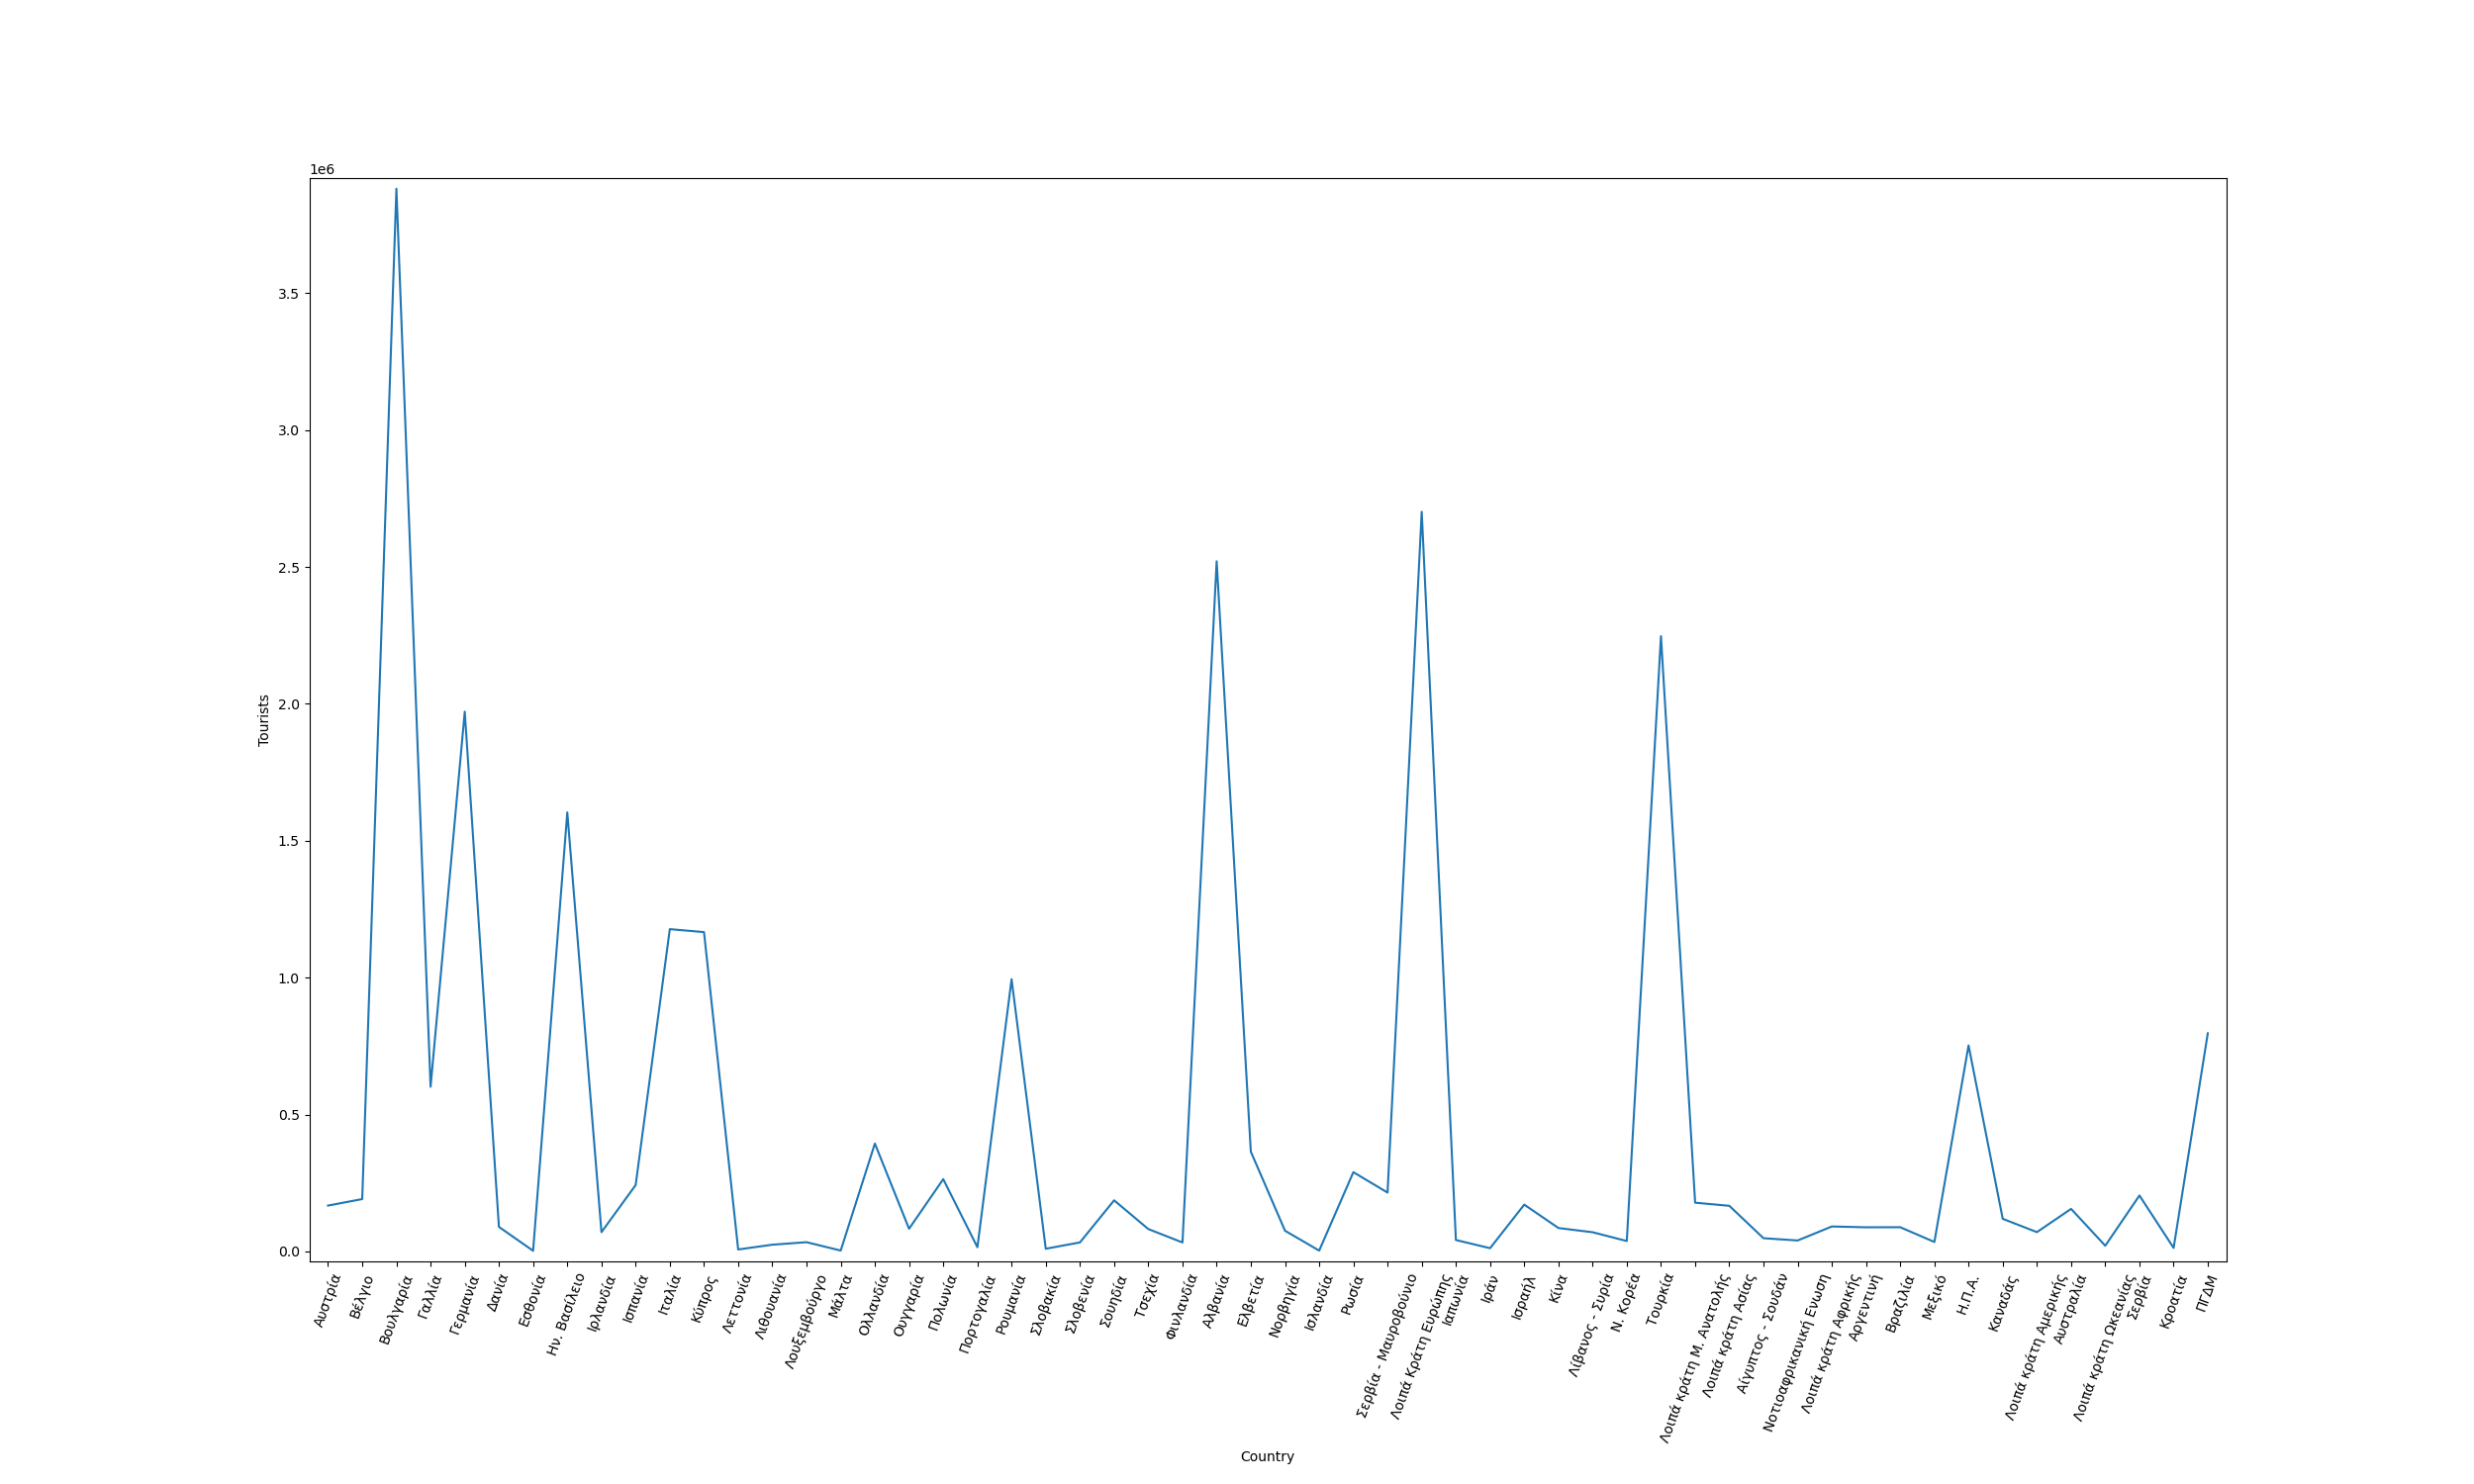 1e6
3.5
3.0
2.5
2.0
1.5
1.0
0.5
0.0
Tourists
Αυστρία
Βέλγιο
Βουλγαρία
Γαλλία
Γερμανία
Δανία
Εσθονία
Ην. Βασίλειο
Ιρλανδία
Ισπανία
Ιταλία
Κύπρος
Λεττονία
Λιθουανία
Λουξεμβούργο
Μάλτα
Ολλανδία
Ουγγαρία
Πολωνία
Πορτογαλία
Ρουμανία
Σλοβακία
Σλοβενία
Σουηδία
Τσεχία
Φινλανδία
Αλβανία
Ελβετία
Νορβηγία
Ισλανδία
Ρωσία
Σερβία - Μαυροβούνιο
Λοιπά Κράτη Ευρώπης
Ιαπωνία
Ιράν
Ισραήλ
Κίνα
Λίβανος - Συρία
Ν. Κορέα
Τουρκία
Λοιπά κράτη Μ. Ανατολής
Λοιπά κράτη Ασίας
Αίγυπτος - Σουδάν
Νοτιοαφρικανική Ενωση
Λοιπά κράτη Αφρικής
Αργεντινή
Βραζιλία
Μεξικό
Η.Π.Α.
Καναδάς
Λοιπά κράτη Αμερικής
Αυστραλία
Λοιπά κράτη Ωκεανίας
Σερβία
Κροατία
ΠΓΔΜ
Country